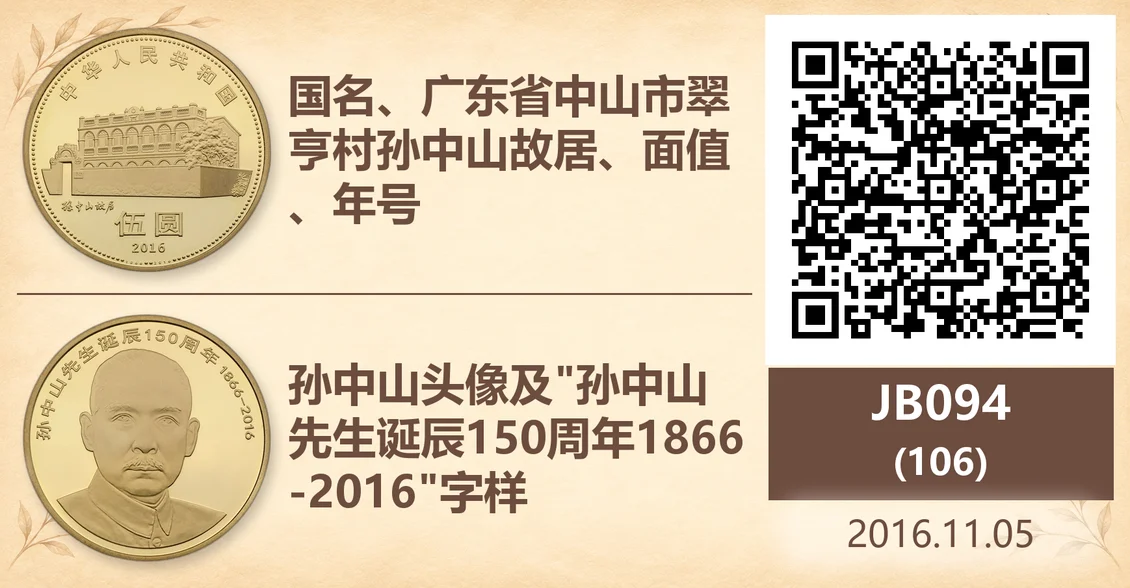 中华人民共和国
孙中山故居
伍圆
2016
国名、广东省中山市翠
亨村孙中山故居、面值
、年号
孙中山先生诞辰150周年 1866-2016
孙中山头像及"孙中山
先生诞辰150周年1866
-2016"字样
JB094
(106)
2016.11.05